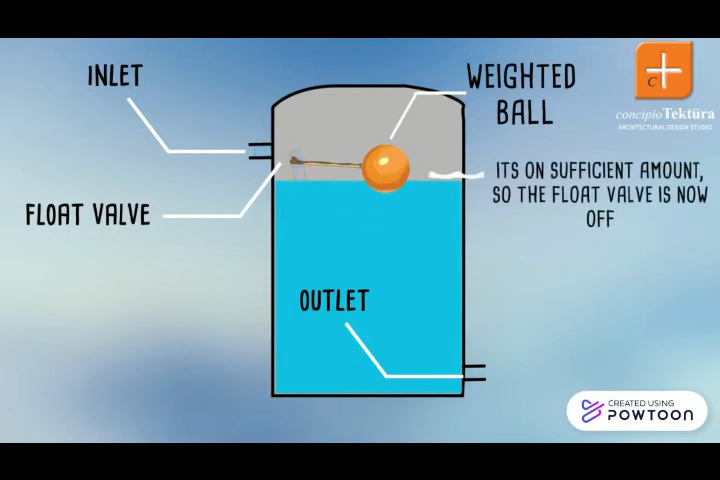 INLET
WEIGHTED
BALL
c
concipioTektūra
ARCHITECTURAL DESIGN STUDIO
ITS ON SUFFICIENT AMOUNT,
SO THE FLOAT VALVE IS NOW
OFF
FLOAT VALVE
OUTLET
CREATED USING
POWTOON